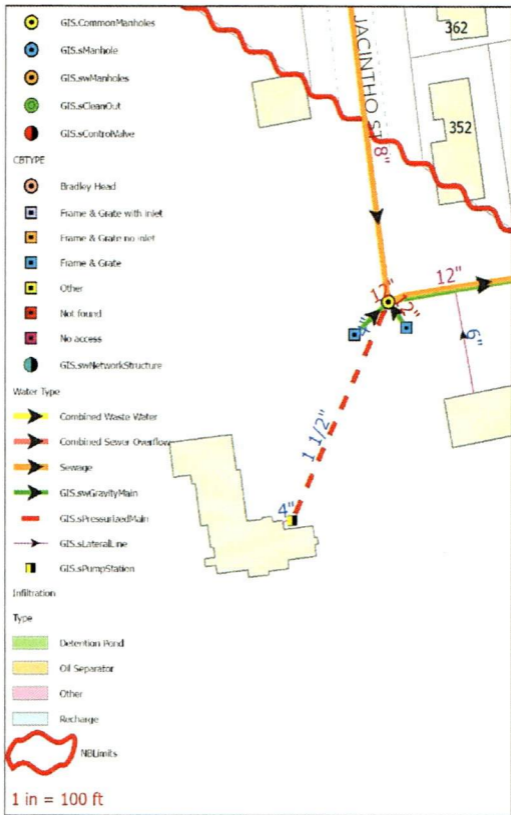 GIS.CommonManholes
GIS.sManhole
GIS.swManholes
GIS.sCleanOut
GIS.sControlValve
CBTYPE
Bradley Head
Frame & Grate with inlet
Frame & Grate no inlet
Frame & Grate
Other
Not found
No access
GIS.swNetworkStructure
Water Type
Combined Waste Water
Combined Sewer Overflow
Sewage
GIS.swGravityMain
GIS.sPressurizedMain
GIS.sLateralLine
GIS.sPumpStation
Infiltration
Type
Detention Pond
Oil Separator
Other
Recharge
NBLimits
1 in = 100 ft
362
JACINTHO ST
352
8"
12"
12"
12"
6"
1 1/2"
4"